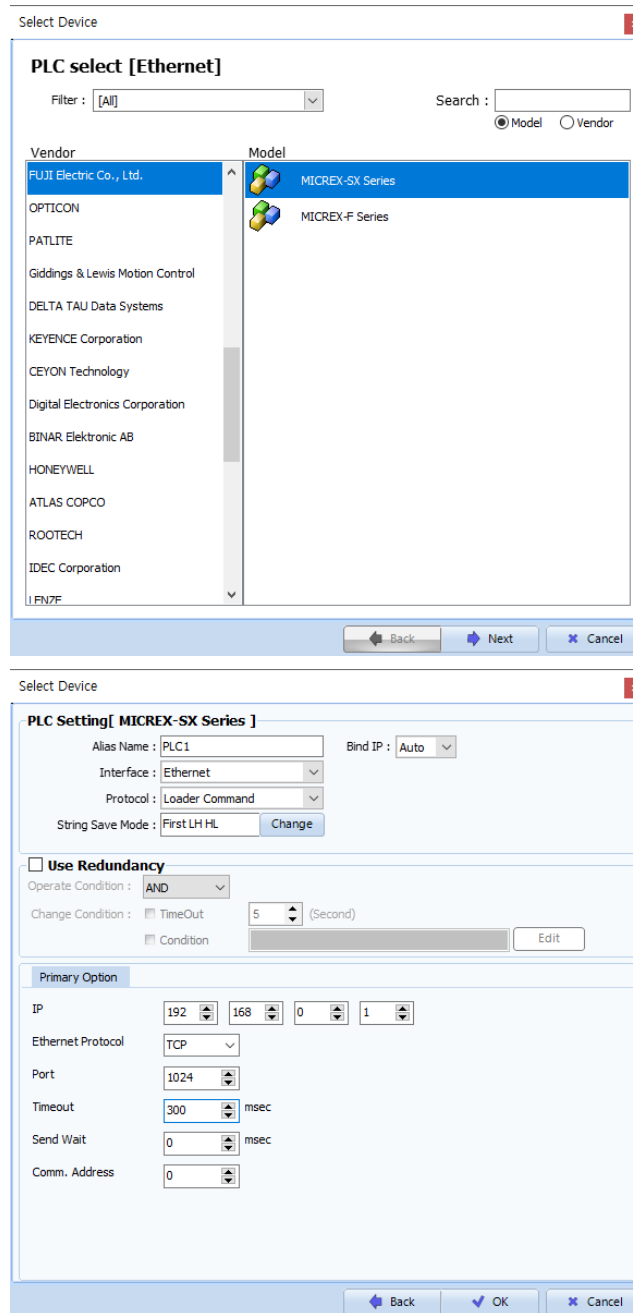 Select Device
PLC select [Ethernet]
Filter : [All]
Search :
Model Vendor
Vendor
Model
FUJI Electric Co., Ltd.
OPTICON
PATLITE
Giddings & Lewis Motion Control
DELTA TAU Data Systems
KEYENCE Corporation
CEYON Technology
Digital Electronics Corporation
BINAR Elektronic AB
HONEYWELL
ATLAS COPCO
ROOTECH
IDEC Corporation
LENZE
MICREX-SX Series
MICREX-F Series
Back Next Cancel
Select Device
PLC Setting[ MICREX-SX Series ]
Alias Name : PLC1 Bind IP : Auto
Interface : Ethernet
Protocol : Loader Command
String Save Mode : First LH HL Change
Use Redundancy
Operate Condition : AND
Change Condition : TimeOut 5 (Second)
Condition Edit
Primary Option
IP 192 168 0 1
Ethernet Protocol TCP
Port 1024
Timeout 300 msec
Send Wait 0 msec
Comm. Address 0
Back OK Cancel